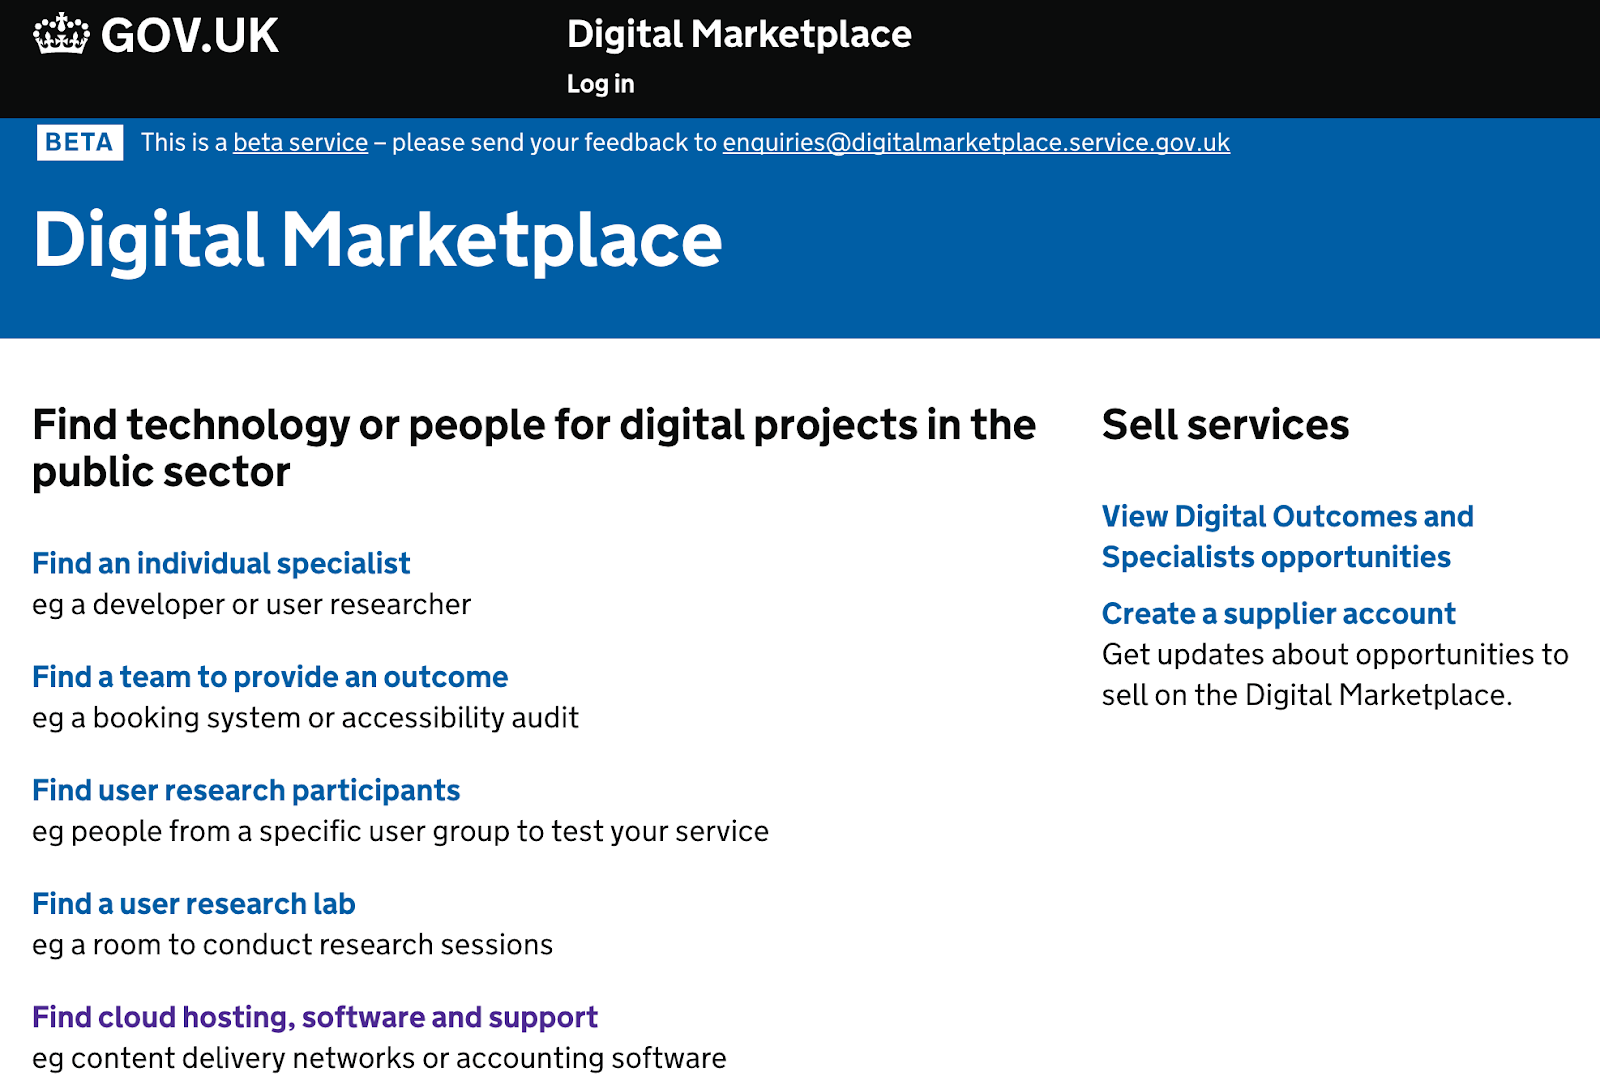 GOV.UK
Digital Marketplace
Log in
BETA This is a beta service – please send your feedback to enquiries@digitalmarketplace.service.gov.uk
Digital Marketplace
Find technology or people for digital projects in the
public sector
Find an individual specialist
eg a developer or user researcher
Find a team to provide an outcome
eg a booking system or accessibility audit
Find user research participants
eg people from a specific user group to test your service
Find a user research lab
eg a room to conduct research sessions
Find cloud hosting, software and support
eg content delivery networks or accounting software
Sell services
View Digital Outcomes and
Specialists opportunities
Create a supplier account
Get updates about opportunities to
sell on the Digital Marketplace.